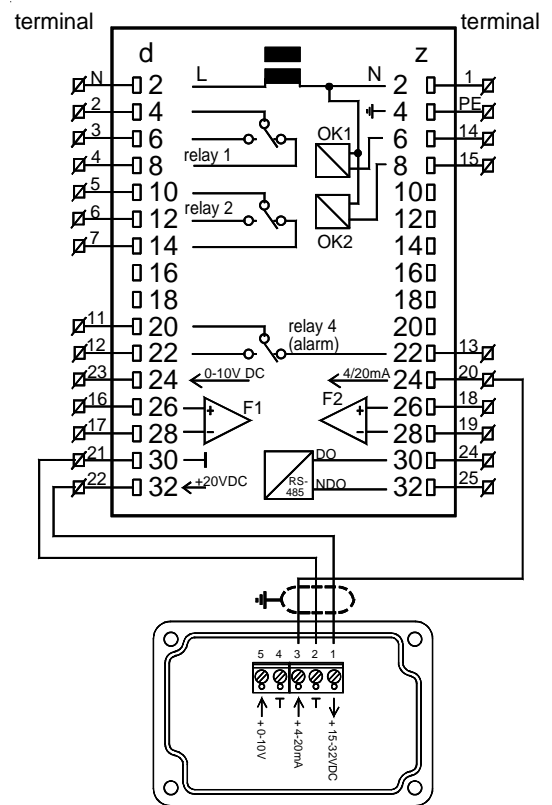 terminal terminal
d z
N 2 L N 2 1
2 4 4 PE
3 6 OK1 6 14
4 8 relay 1 8 15
5 10 10
6 12 relay 2 12
7 14 OK2 14
16 16
18 18
11 20 relay 4 20
12 22 (alarm) 22 13
23 24 0-10V DC 4/20mA 24 20
16 26 + F1 F2 + 26 18
17 28 − − 28 19
21 30 DO 30 24
22 32 +20VDC RS-485 NDO 32 25
5 4 3 2 1
+ 0-10V
+ 4-20mA
+ 15-32VDC